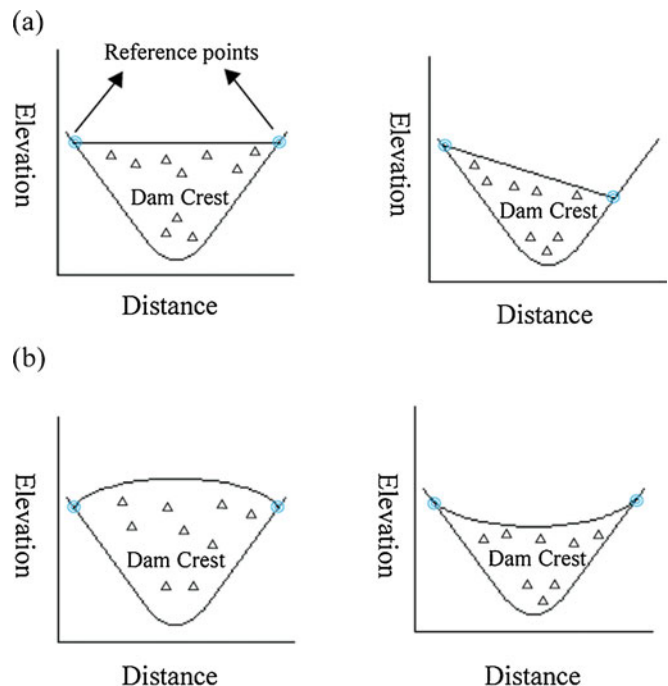 (a)
Reference points
Elevation
Dam Crest
Distance
Elevation
Dam Crest
Distance
(b)
Elevation
Dam Crest
Distance
Elevation
Dam Crest
Distance